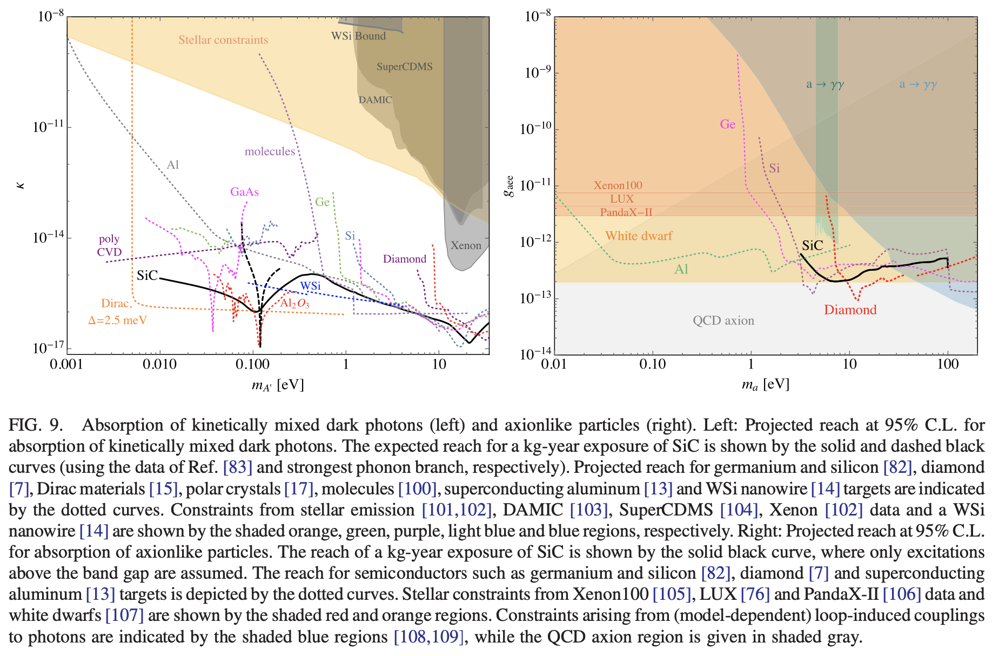 10−8
10−11
10−14
10−17
κ
Stellar constraints
WSi Bound
SuperCDMS
DAMIC
molecules
Al
GaAs
Ge
Si
poly
CVD
Xenon
Diamond
SiC
WSi
Al2O3
Dirac,
Δ=2.5 meV
0.001 0.010 0.100 1 10
mA' [eV]
10−8
10−9
10−10
10−11
10−12
10−13
10−14
gaee
a → γγ a → γγ
Ge
Si
Xenon100
LUX
PandaX−II
White dwarf
SiC
Al
Diamond
QCD axion
0.01 0.10 1 10 100
ma [eV]
FIG. 9. Absorption of kinetically mixed dark photons (left) and axionlike particles (right). Left: Projected reach at 95% C.L. for
absorption of kinetically mixed dark photons. The expected reach for a kg-year exposure of SiC is shown by the solid and dashed black
curves (using the data of Ref. [83] and strongest phonon branch, respectively). Projected reach for germanium and silicon [82], diamond
[7], Dirac materials [15], polar crystals [17], molecules [100], superconducting aluminum [13] and WSi nanowire [14] targets are indicated
by the dotted curves. Constraints from stellar emission [101,102], DAMIC [103], SuperCDMS [104], Xenon [102] data and a WSi
nanowire [14] are shown by the shaded orange, green, purple, light blue and blue regions, respectively. Right: Projected reach at 95% C.L.
for absorption of axionlike particles. The reach of a kg-year exposure of SiC is shown by the solid black curve, where only excitations
above the band gap are assumed. The reach for semiconductors such as germanium and silicon [82], diamond [7] and superconducting
aluminum [13] targets is depicted by the dotted curves. Stellar constraints from Xenon100 [105], LUX [76] and PandaX-II [106] data and
white dwarfs [107] are shown by the shaded red and orange regions. Constraints arising from (model-dependent) loop-induced couplings
to photons are indicated by the shaded blue regions [108,109], while the QCD axion region is given in shaded gray.